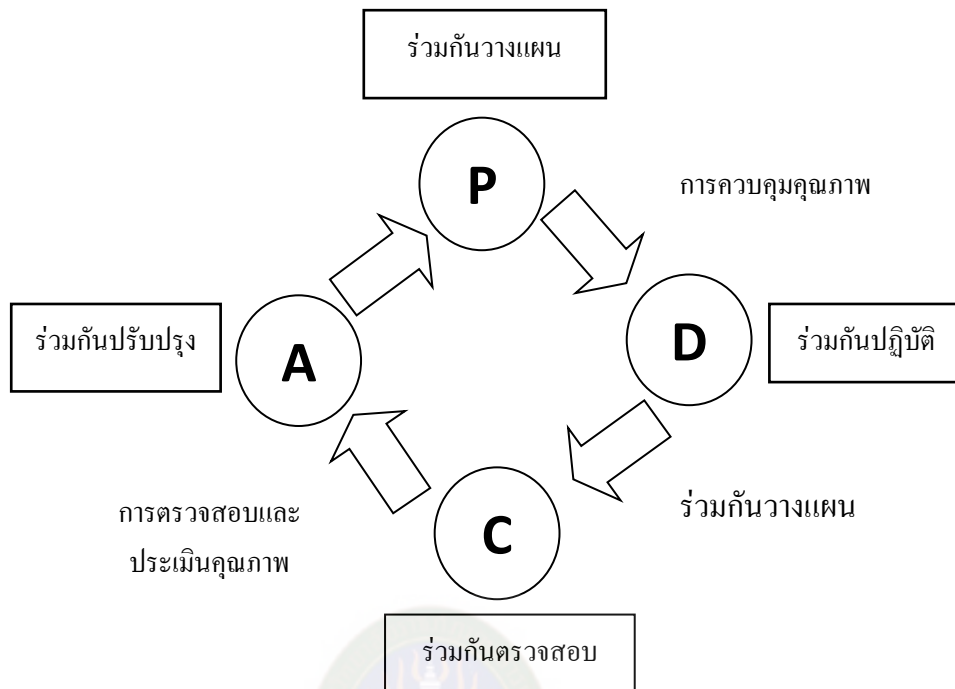 ร่วมกันวางแผน
P
การควบคุมคุณภาพ
ร่วมกันปรับปรุง
A
D
ร่วมกันปฏิบัติ
การตรวจสอบและ
ประเมินคุณภาพ
C
ร่วมกันวางแผน
ร่วมกันตรวจสอบ